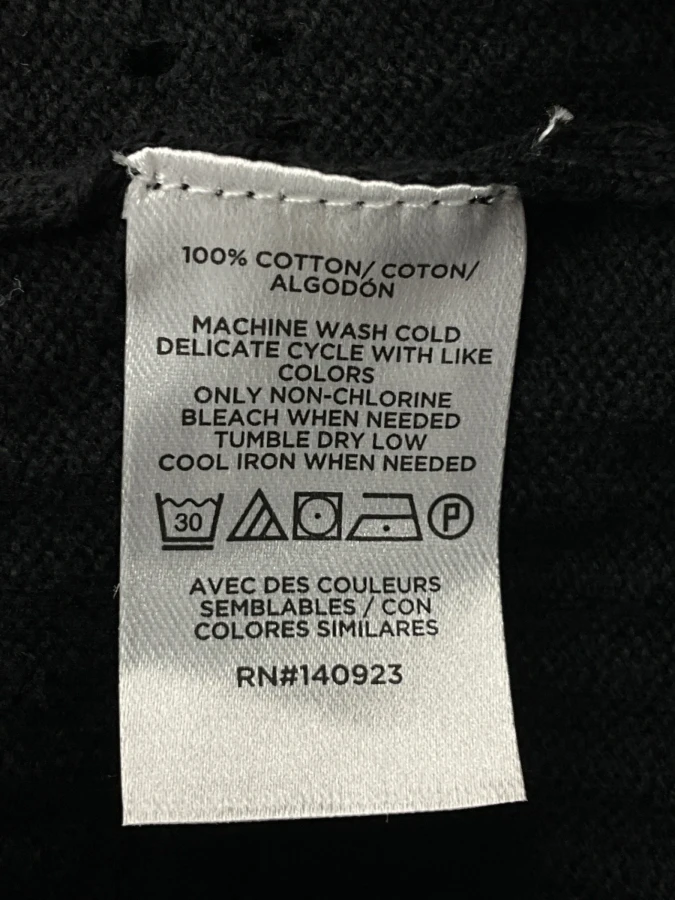 100% COTTON/ COTON/
ALGODÓN
MACHINE WASH COLD
DELICATE CYCLE WITH LIKE
COLORS
ONLY NON-CHLORINE
BLEACH WHEN NEEDED
TUMBLE DRY LOW
COOL IRON WHEN NEEDED
30 P
AVEC DES COULEURS
SEMBLABLES / CON
COLORES SIMILARES
RN#140923